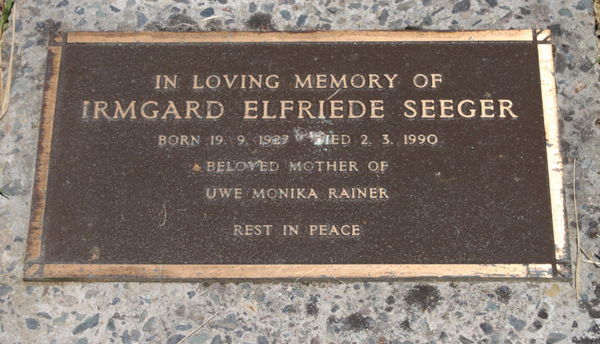 IN LOVING MEMORY OF
IRMGARD ELFRIEDE SEEGER
BORN 19. 9. 1927 DIED 2. 3. 1990
BELOVED MOTHER OF
UWE MONIKA RAINER
REST IN PEACE